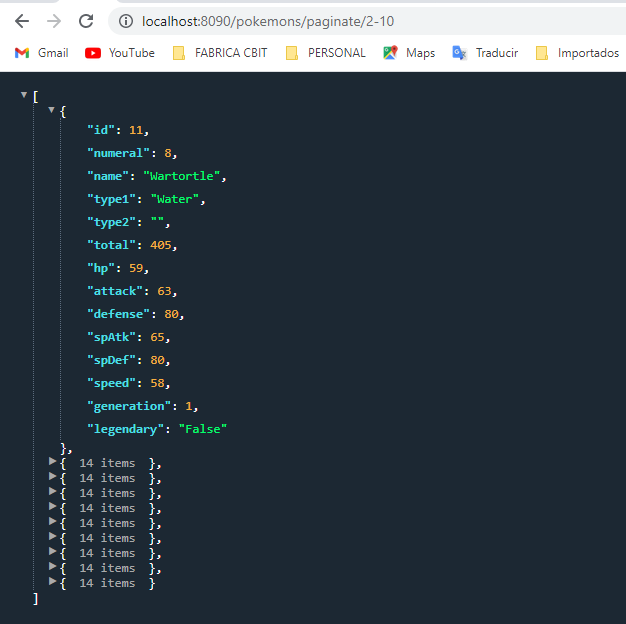 localhost:8090/pokemons/paginate/2-10
Gmail YouTube FABRICA CBIT PERSONAL Maps Traducir Importados
[
{
"id": 11,
"numeral": 8,
"name": "Wartortle",
"type1": "Water",
"type2": "",
"total": 405,
"hp": 59,
"attack": 63,
"defense": 80,
"spAtk": 65,
"spDef": 80,
"speed": 58,
"generation": 1,
"legendary": "False"
},
{ 14 items },
{ 14 items },
{ 14 items },
{ 14 items },
{ 14 items },
{ 14 items },
{ 14 items },
{ 14 items },
{ 14 items }
]